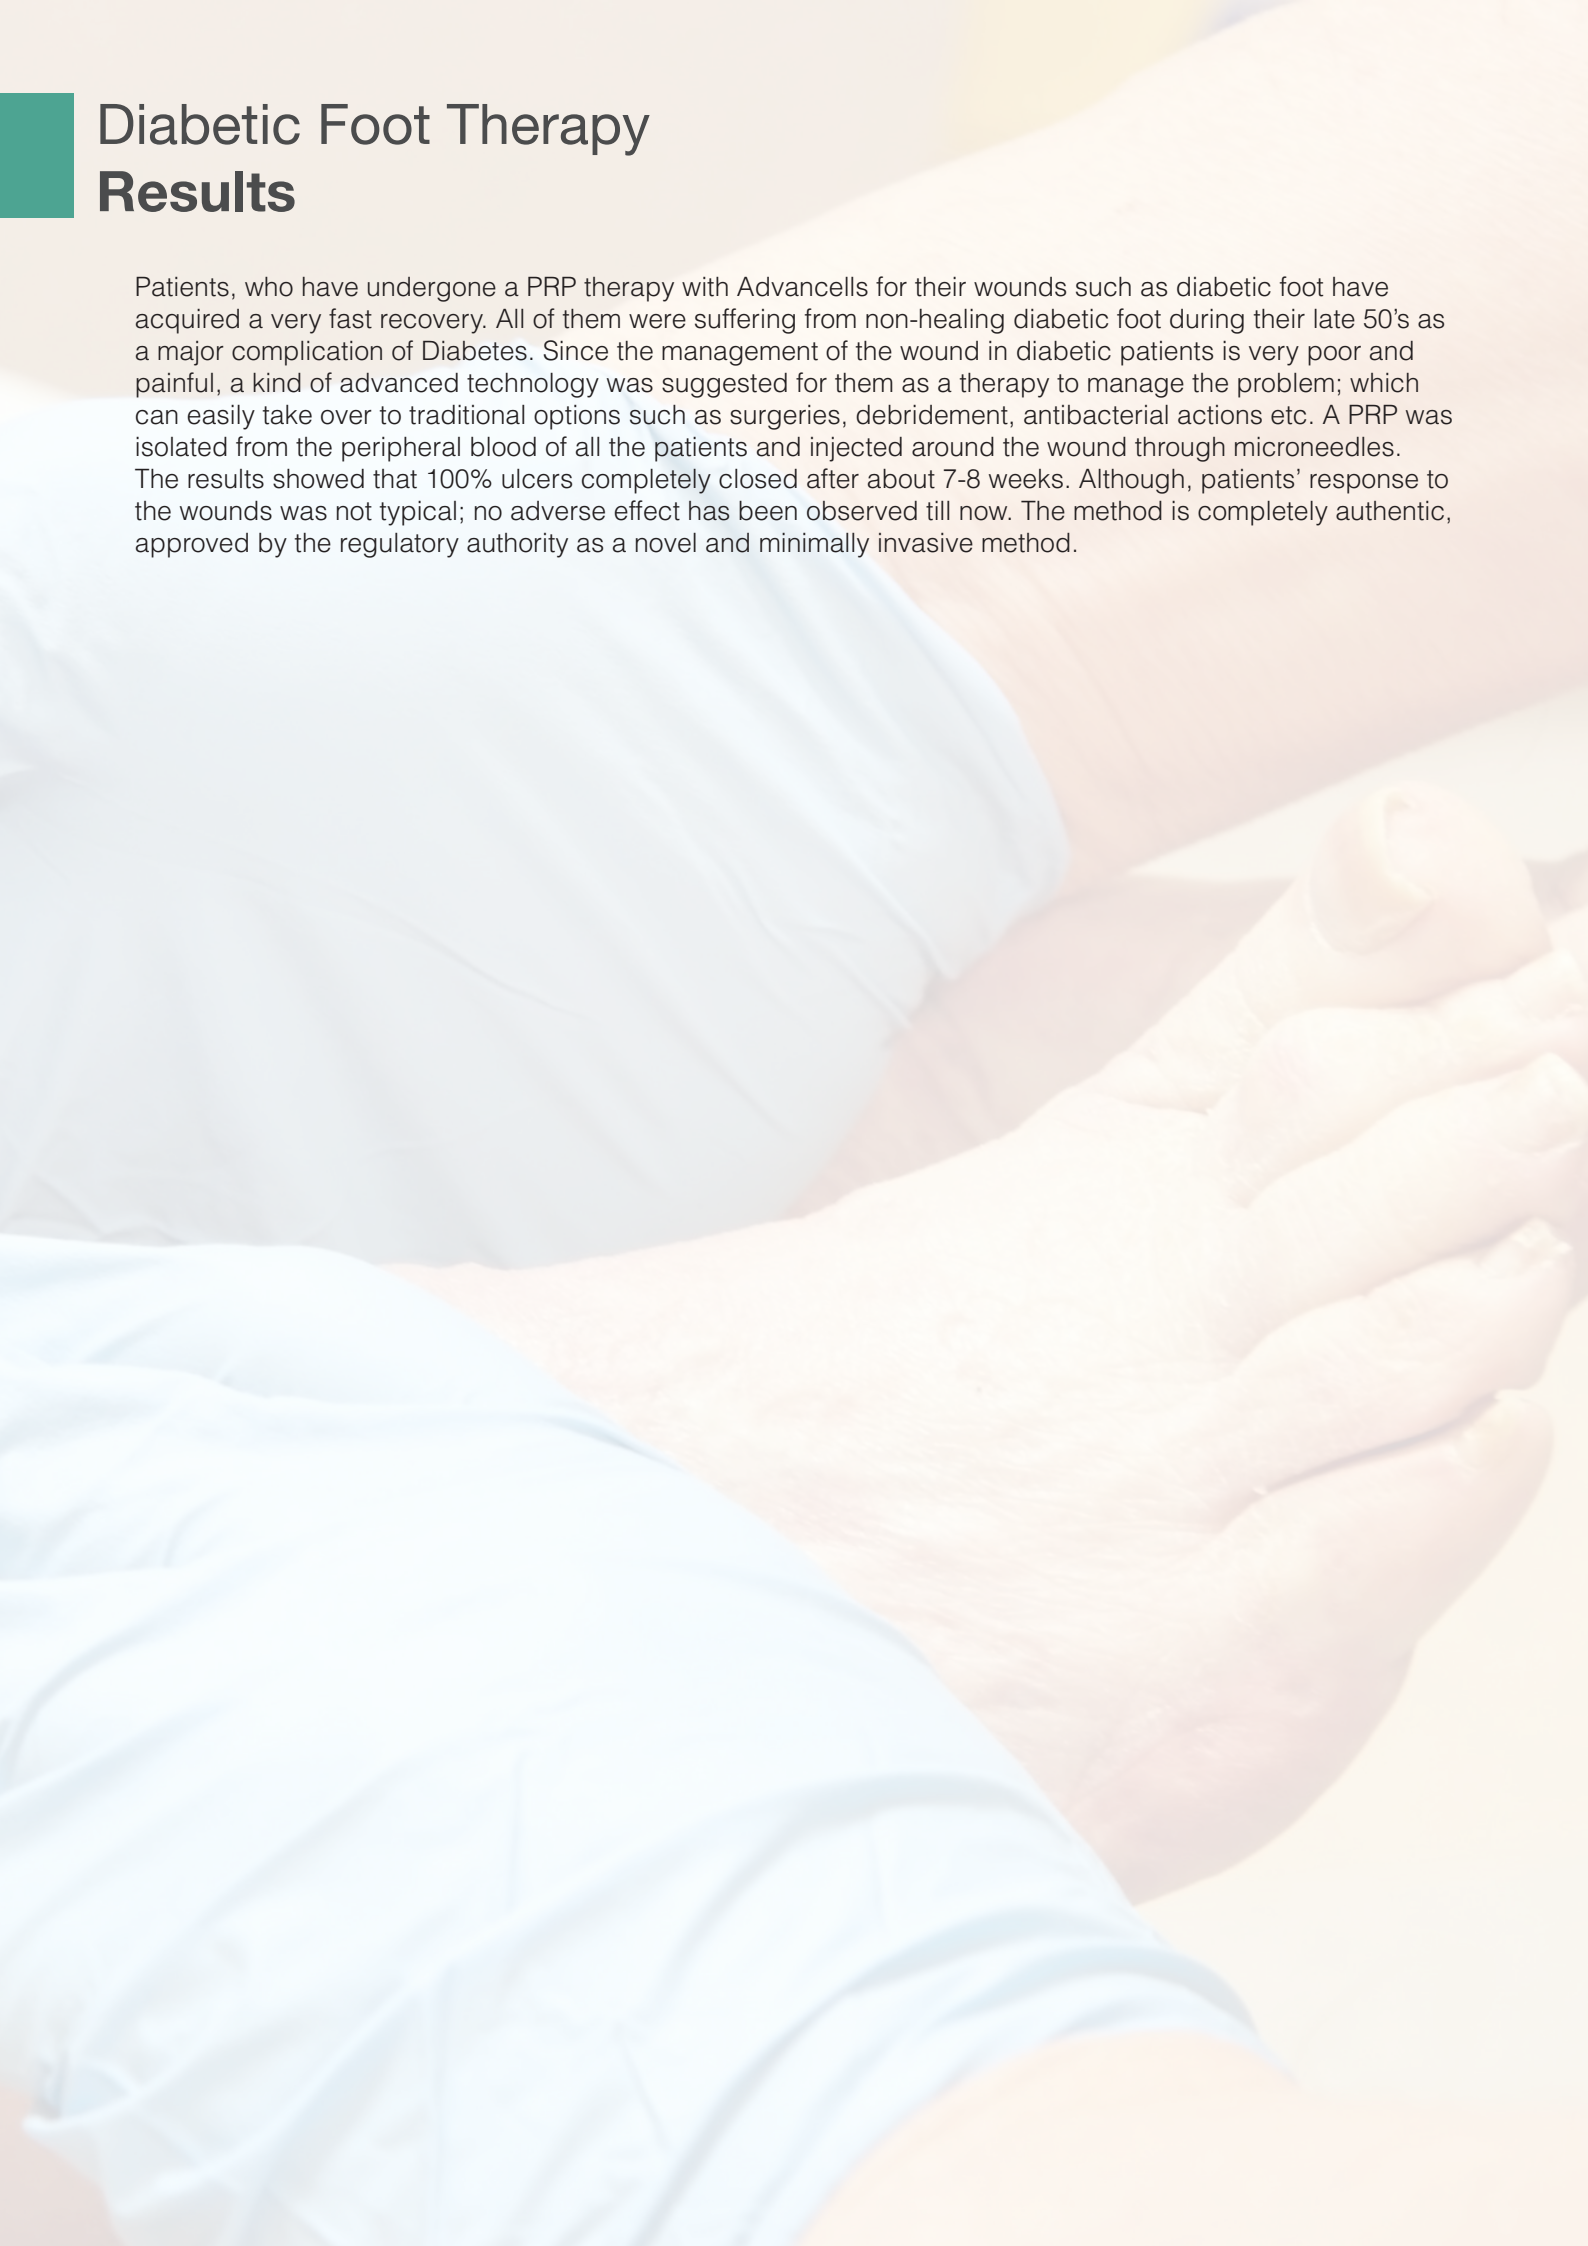 Diabetic Foot Therapy
Results
Patients, who have undergone a PRP therapy with Advancells for their wounds such as diabetic foot have
acquired a very fast recovery. All of them were suffering from non-healing diabetic foot during their late 50’s as
a major complication of Diabetes. Since the management of the wound in diabetic patients is very poor and
painful, a kind of advanced technology was suggested for them as a therapy to manage the problem; which
can easily take over to traditional options such as surgeries, debridement, antibacterial actions etc. A PRP was
isolated from the peripheral blood of all the patients and injected around the wound through microneedles.
The results showed that 100% ulcers completely closed after about 7-8 weeks. Although, patients’ response to
the wounds was not typical; no adverse effect has been observed till now. The method is completely authentic,
approved by the regulatory authority as a novel and minimally invasive method.